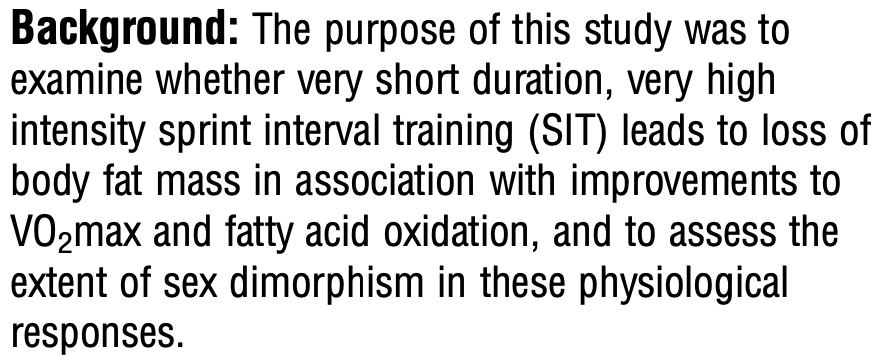 Background: The purpose of this study was to
examine whether very short duration, very high
intensity sprint interval training (SIT) leads to loss of
body fat mass in association with improvements to
VO₂max and fatty acid oxidation, and to assess the
extent of sex dimorphism in these physiological
responses.